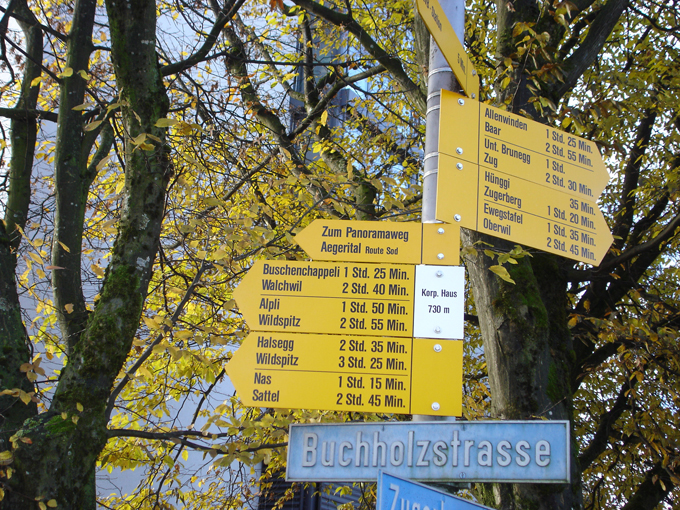 Allenwinden 1 Std. 25 Min.
Baar 2 Std. 55 Min.
Unt. Brunegg 1 Std.
Zug 2 Std. 30 Min.
Hünggi 35 Min.
Zugerberg 1 Std. 20 Min.
Ewegstafel 1 Std. 35 Min.
Oberwil 2 Std. 45 Min.
Zum Panoramaweg
Aegerital Route Sod
Buschenchappeli 1 Std. 25 Min.
Walchwil 2 Std. 40 Min.
Alpli 1 Std. 50 Min.
Wildspitz 2 Std. 55 Min.
Korp. Haus
730 m
Halsegg 2 Std. 35 Min.
Wildspitz 3 Std. 25 Min.
Nas 1 Std. 15 Min.
Sattel 2 Std. 45 Min.
Buchholzstrasse